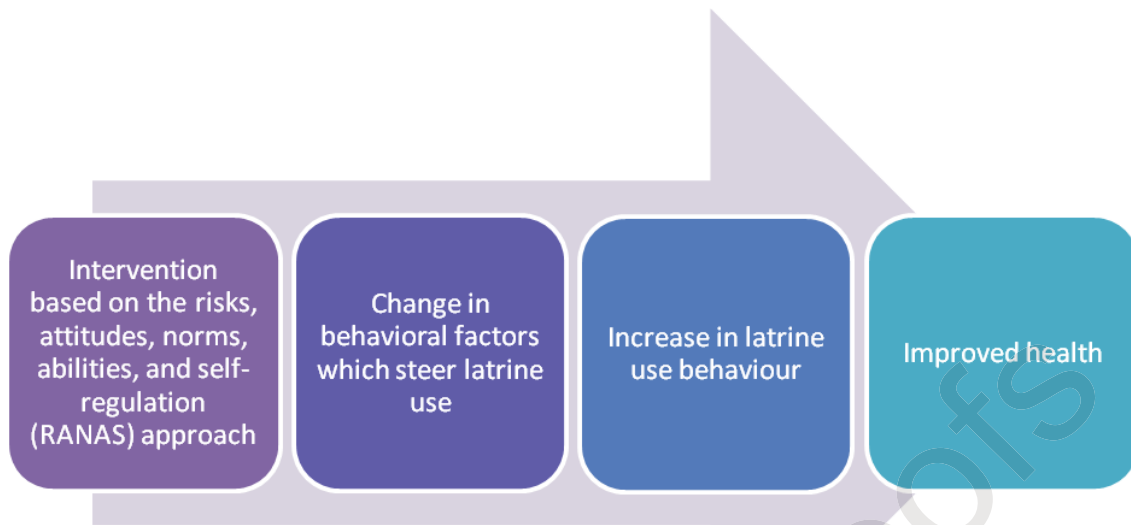 Intervention
based on the risks,
attitudes, norms,
abilities, and self-
regulation
(RANAS) approach
Change in
behavioral factors
which steer latrine
use
Increase in latrine
use behaviour
Improved health